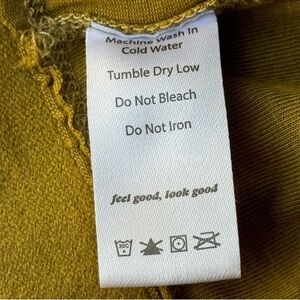 Machine Wash In
Cold Water
Tumble Dry Low
Do Not Bleach
Do Not Iron
feel good, look good